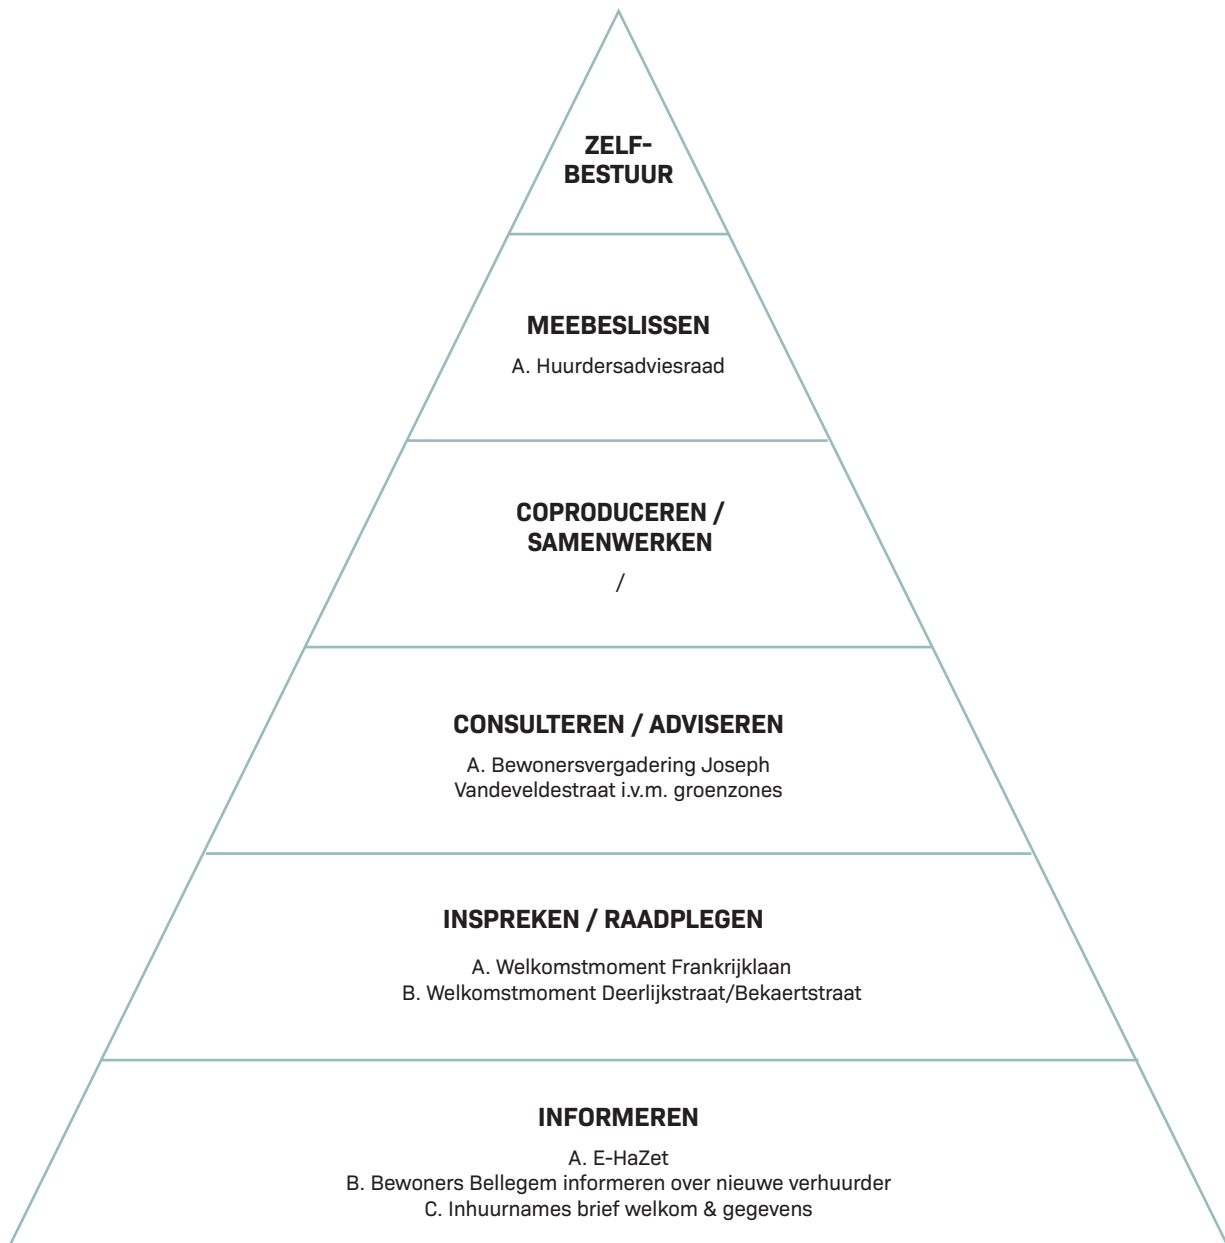 ZELF-
BESTUUR
MEEBESLISSEN
A. Huurdersadviesraad
COPRODUCEREN /
SAMENWERKEN
/
CONSULTEREN / ADVISEREN
A. Bewonersvergadering Joseph
Vandeveldestraat i.v.m. groenzones
INSPREKEN / RAADPLEGEN
A. Welkomstmoment Frankrijklaan
B. Welkomstmoment Deerlijkstraat/Bekaertstraat
INFORMEREN
A. E-HaZet
B. Bewoners Bellegem informeren over nieuwe verhuurder
C. Inhuurnames brief welkom & gegevens